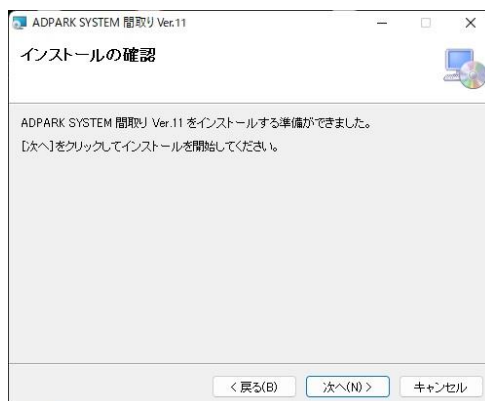 ADPARK SYSTEM 間取り Ver.11
インストールの確認
ADPARK SYSTEM 間取り Ver.11 をインストールする準備ができました。
[次へ]をクリックしてインストールを開始してください。
< 戻る(B)
次へ(N) >
キャンセル